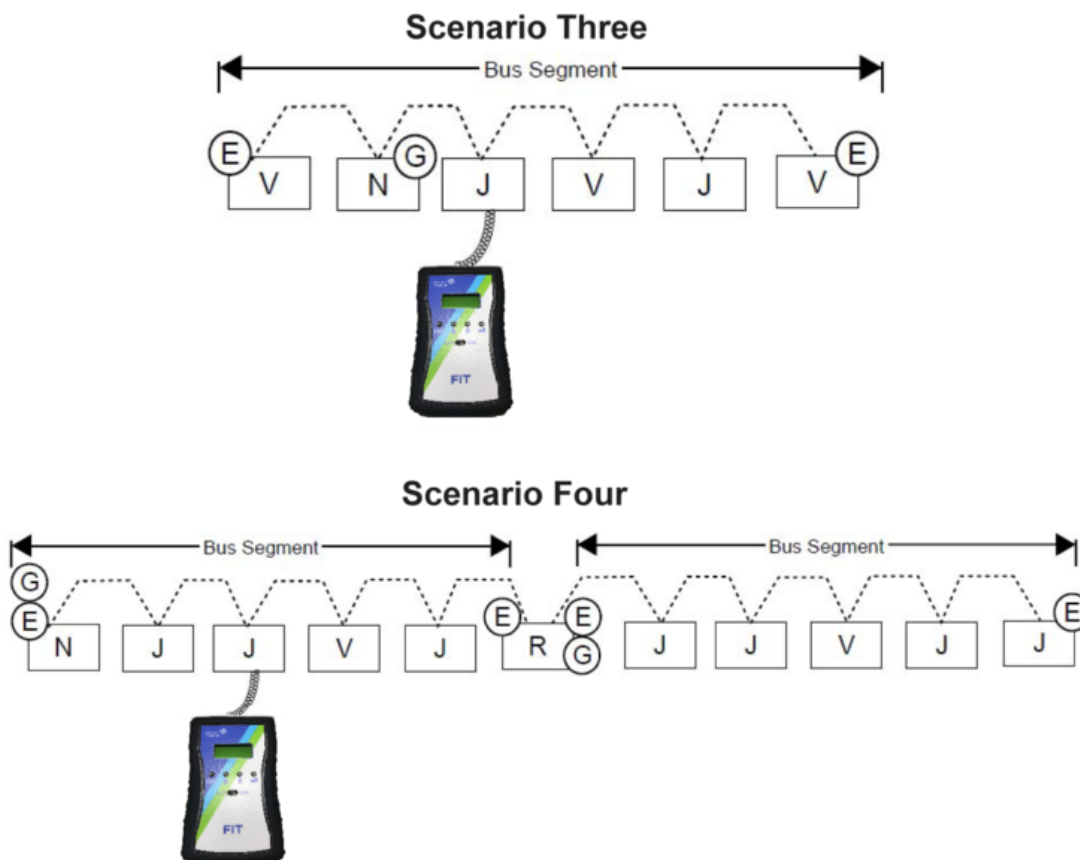 Scenario Three
Bus Segment
E G E
V N J V J V
FIT
Scenario Four
Bus Segment Bus Segment
G
E E E E
N J J V J R G J J V J J
FIT